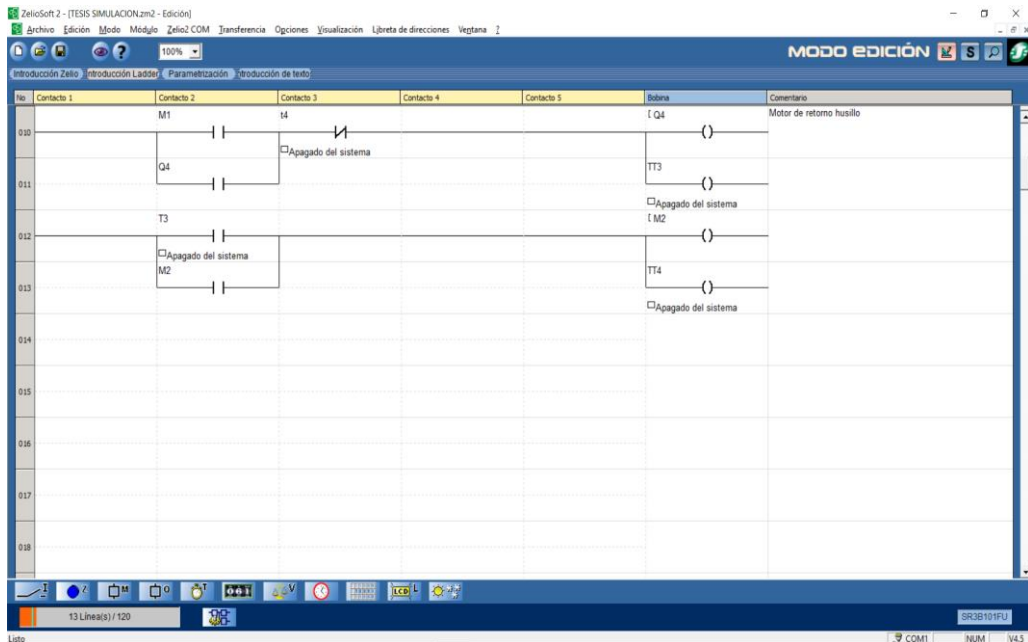 ZelioSoft 2 - [TESIS SIMULACION.zm2 - Edición]
Archivo Edición Modo Módulo Zelio2 COM Transferencia Opciones Visualización Libreta de direcciones Ventana ?
100%
MODO EDICIÓN
S
Introducción Zelio ntroducción Ladder Parametrización ntroducción de texto
No Contacto 1 Contacto 2 Contacto 3 Contacto 4 Contacto 5 Bobina Comentario
M1 t4 [ Q4 Motor de retorno husillo
010
Apagado del sistema
Q4 TT3
011
Apagado del sistema
T3 [ M2
012
Apagado del sistema
M2 TT4
013
Apagado del sistema
014
015
016
017
018
I Z M O T V LCD L
13 Línea(s) / 120
SR3B101FU
Listo COM1 NUM V4.5